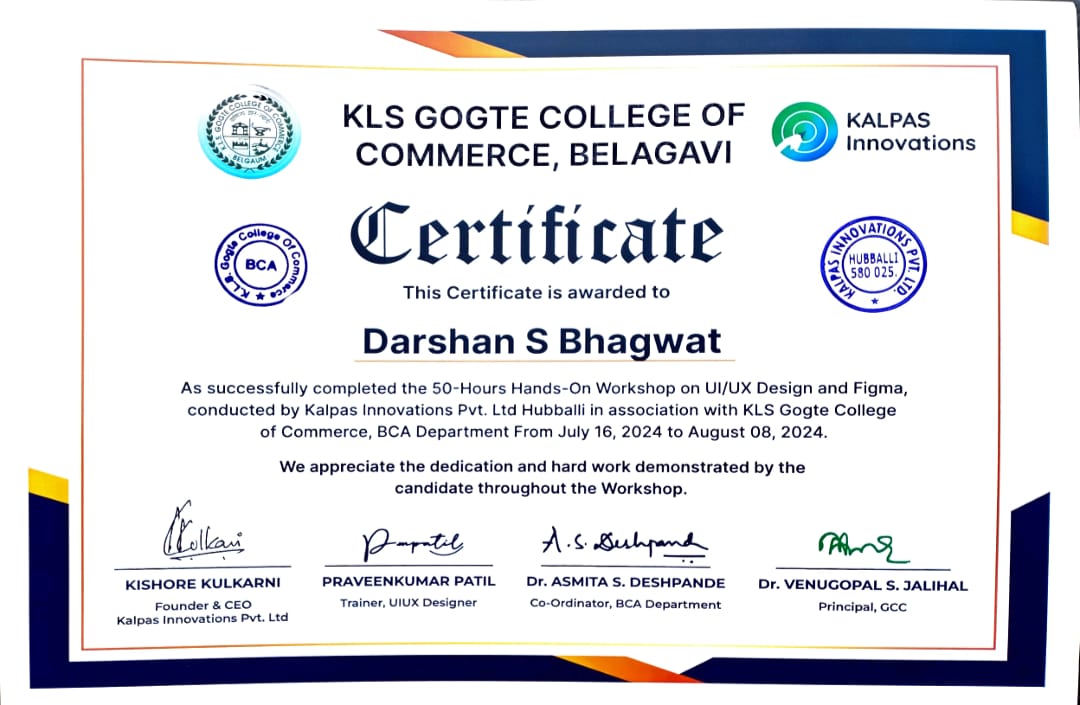 KLS GOGTE COLLEGE OF
COMMERCE, BELAGAVI
KALPAS
Innovations
K L S GOGTE COLLEGE OF COMMERCE
BELGAUM
Certificate
K.L.S. Gogte College Of Commerce
BCA
KALPAS INNOVATIONS PVT. LTD.
HUBBALLI
580 025.
This Certificate is awarded to
Darshan S Bhagwat
As successfully completed the 50-Hours Hands-On Workshop on UI/UX Design and Figma,
conducted by Kalpas Innovations Pvt. Ltd Hubballi in association with KLS Gogte College
of Commerce, BCA Department From July 16, 2024 to August 08, 2024.
We appreciate the dedication and hard work demonstrated by the
candidate throughout the Workshop.
A.S. Deshpande
KISHORE KULKARNI
Founder & CEO
Kalpas Innovations Pvt. Ltd
PRAVEENKUMAR PATIL
Trainer, UIUX Designer
Dr. ASMITA S. DESHPANDE
Co-Ordinator, BCA Department
Dr. VENUGOPAL S. JALIHAL
Principal, GCC